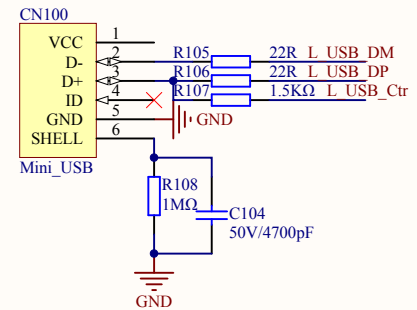 CN100
VCC 1
D- 2 R105 22R L_USB_DM
D+ 3 R106 22R L_USB_DP
ID 4 R107 1.5KΩ L_USB_Ctr
GND 5 GND
SHELL 6
Mini_USB
R108
1MΩ
C104
50V/4700pF
GND